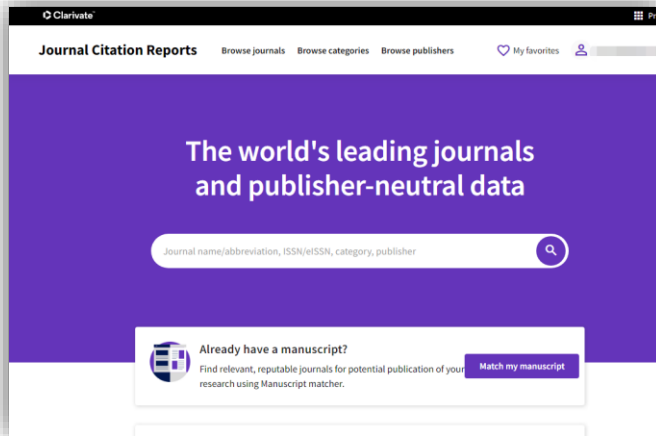 Clarivate™
Pr
Journal Citation Reports Browse journals Browse categories Browse publishers My favorites
The world's leading journals
and publisher-neutral data
Journal name/abbreviation, ISSN/eISSN, category, publisher
Already have a manuscript?
Find relevant, reputable journals for potential publication of your
research using Manuscript matcher.
Match my manuscript